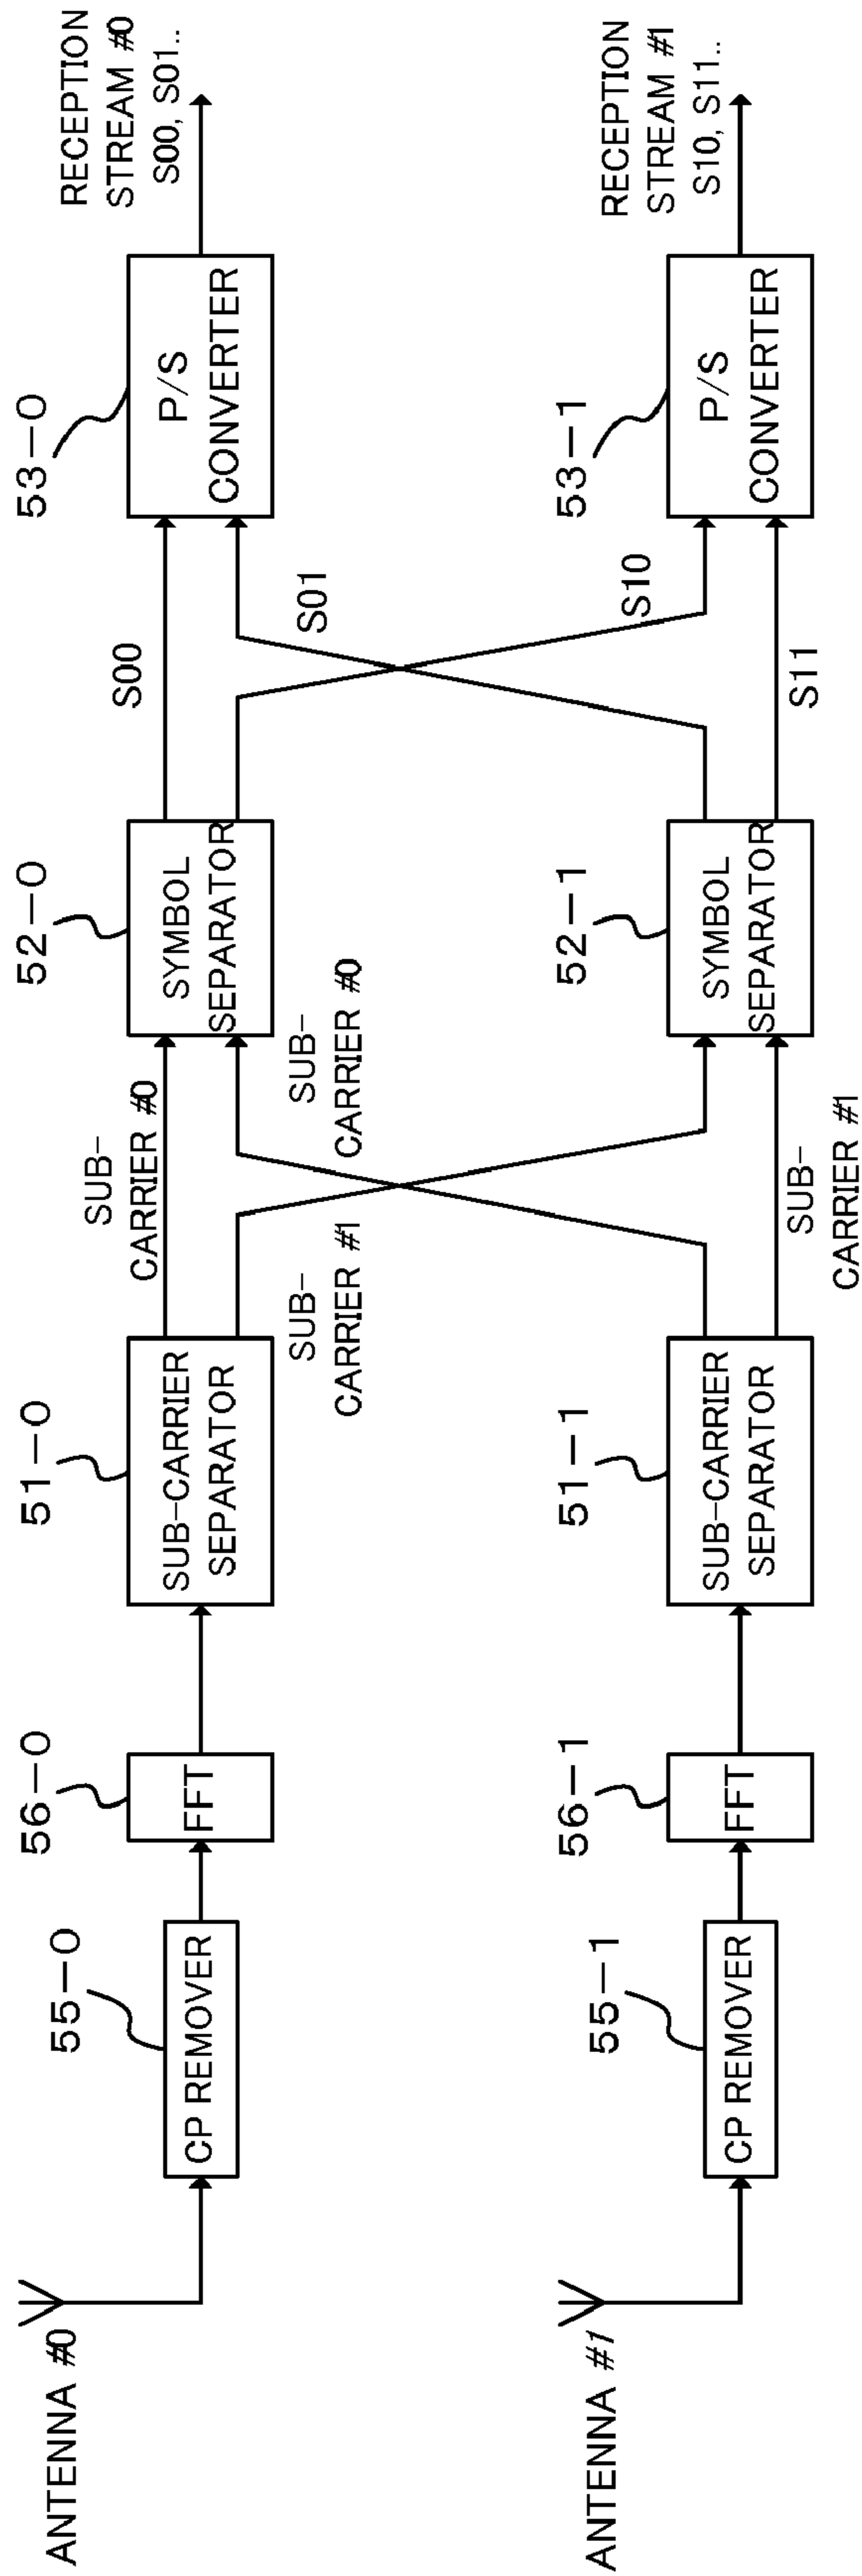 ANTENNA #0
55-0
CP REMOVER
56-0
FFT
51-0
SUB-CARRIER
SEPARATOR
SUB-
CARRIER #0
SUB-
CARRIER #1
SUB-
CARRIER #0
52-0
SYMBOL
SEPARATOR
S00
S01
53-0
P/S
CONVERTER
RECEPTION
STREAM #0
S00, S01..
ANTENNA #1
55-1
CP REMOVER
56-1
FFT
51-1
SUB-CARRIER
SEPARATOR
SUB-
CARRIER #1
52-1
SYMBOL
SEPARATOR
S10
S11
53-1
P/S
CONVERTER
RECEPTION
STREAM #1
S10, S11..